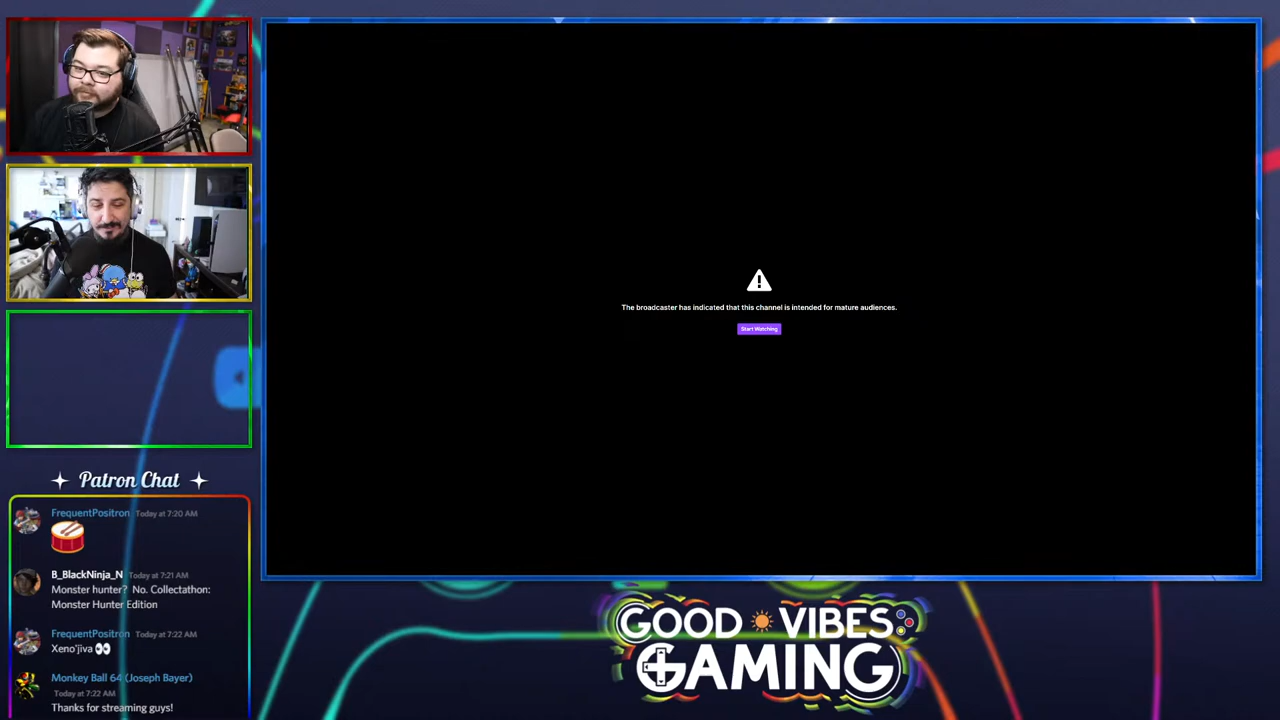 The broadcaster has indicated that this channel is intended for mature audiences.
Start Watching
Patron Chat
FrequentPositron Today at 7:20 AM
B_BlackNinja_N Today at 7:21 AM
Monster hunter? No. Collectathon:
Monster Hunter Edition
FrequentPositron Today at 7:22 AM
Xeno'jiva 👀
Monkey Ball 64 (Joseph Bayer)
Today at 7:22 AM
Thanks for streaming guys!
GOOD VIBES
GAMING